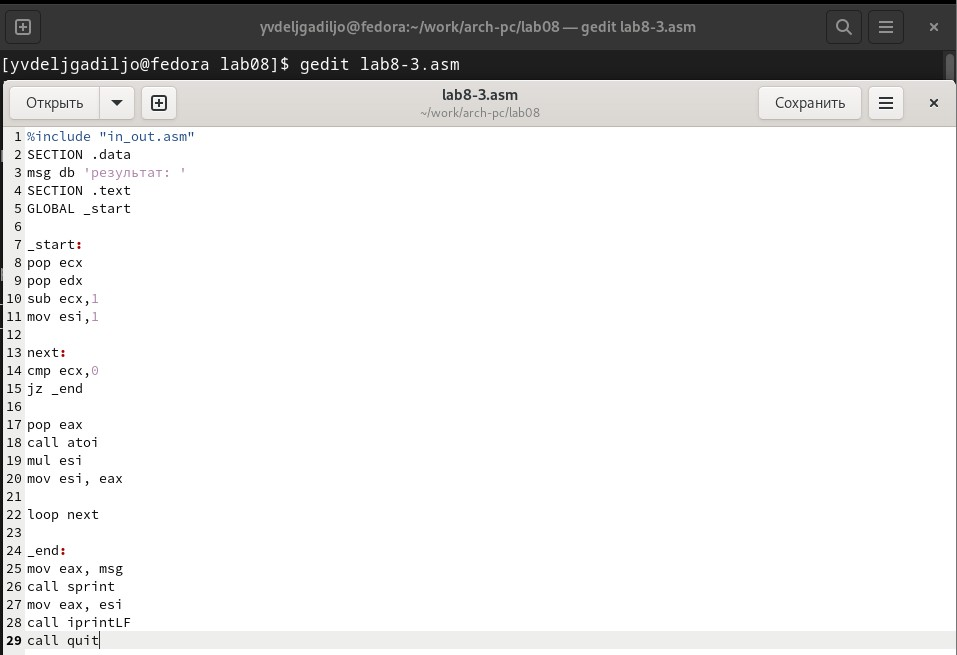 yvdeljgadiljo@fedora:~/work/arch-pc/lab08 — gedit lab8-3.asm
[yvdeljgadiljo@fedora lab08]$ gedit lab8-3.asm
Открыть
lab8-3.asm
~/work/arch-pc/lab08
Сохранить
1 %include "in_out.asm"
2 SECTION .data
3 msg db 'результат: '
4 SECTION .text
5 GLOBAL _start
6
7 _start:
8 pop ecx
9 pop edx
10 sub ecx,1
11 mov esi,1
12
13 next:
14 cmp ecx,0
15 jz _end
16
17 pop eax
18 call atoi
19 mul esi
20 mov esi, eax
21
22 loop next
23
24 _end:
25 mov eax, msg
26 call sprint
27 mov eax, esi
28 call iprintLF
29 call quit